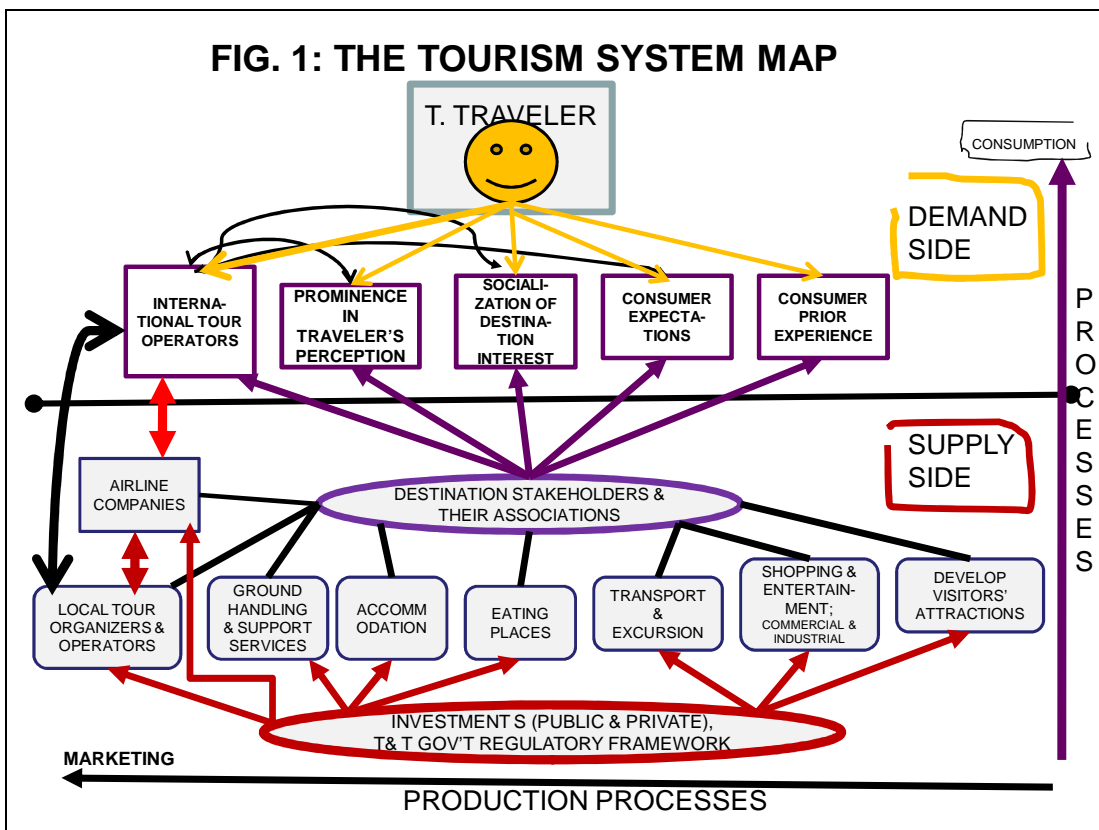 FIG. 1: THE TOURISM SYSTEM MAP
T. TRAVELER
CONSUMPTION
DEMAND
SIDE
INTERNA-
TIONAL TOUR
OPERATORS
PROMINENCE
IN
TRAVELER'S
PERCEPTION
SOCIALI-
ZATION OF
DESTINA-
TION
INTEREST
CONSUMER
EXPECTA-
TIONS
CONSUMER
PRIOR
EXPERIENCE
PROCESSES
SUPPLY
SIDE
AIRLINE
COMPANIES
DESTINATION STAKEHOLDERS &
THEIR ASSOCIATIONS
LOCAL TOUR
ORGANIZERS &
OPERATORS
GROUND
HANDLING
& SUPPORT
SERVICES
ACCOMM
ODATION
EATING
PLACES
TRANSPORT
&
EXCURSION
SHOPPING &
ENTERTAIN-
MENT;
COMMERCIAL &
INDUSTRIAL
DEVELOP
VISITORS'
ATTRACTIONS
INVESTMENT S (PUBLIC & PRIVATE),
T& T GOV'T REGULATORY FRAMEWORK
MARKETING
PRODUCTION PROCESSES